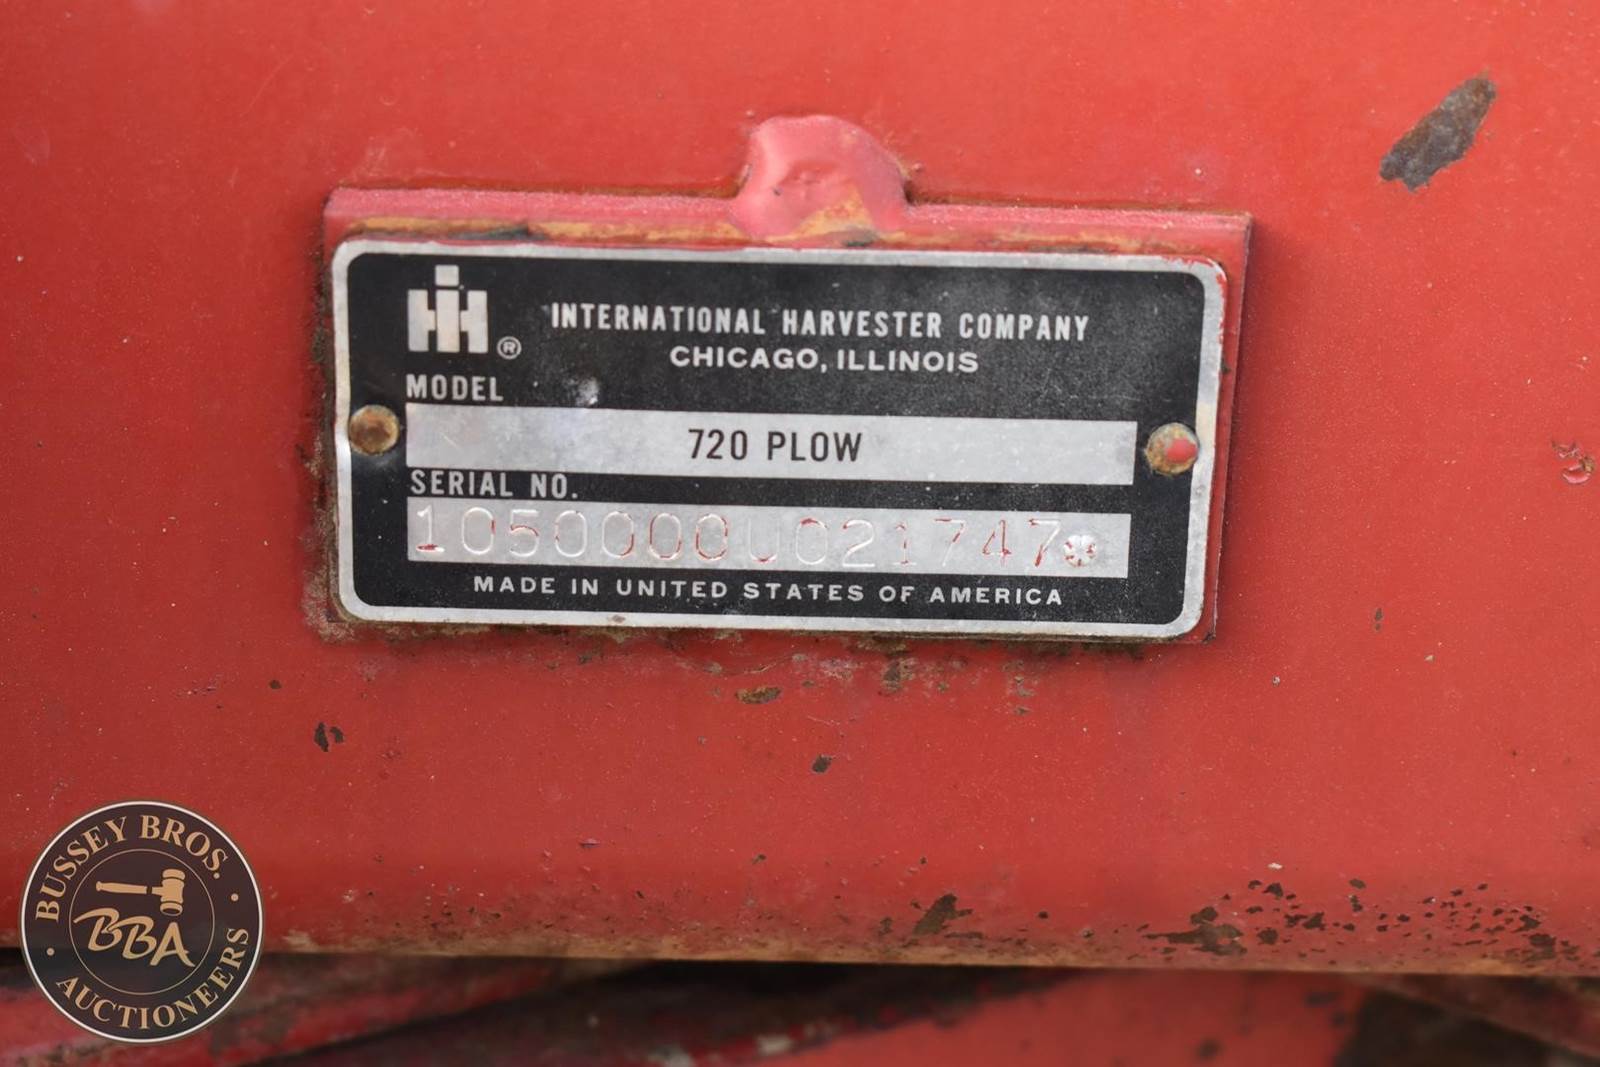 IH®
INTERNATIONAL HARVESTER COMPANY
CHICAGO, ILLINOIS
MODEL
720 PLOW
SERIAL NO.
1050000U021747*
MADE IN UNITED STATES OF AMERICA
BUSSEY BROS.
BBA
AUCTIONEERS